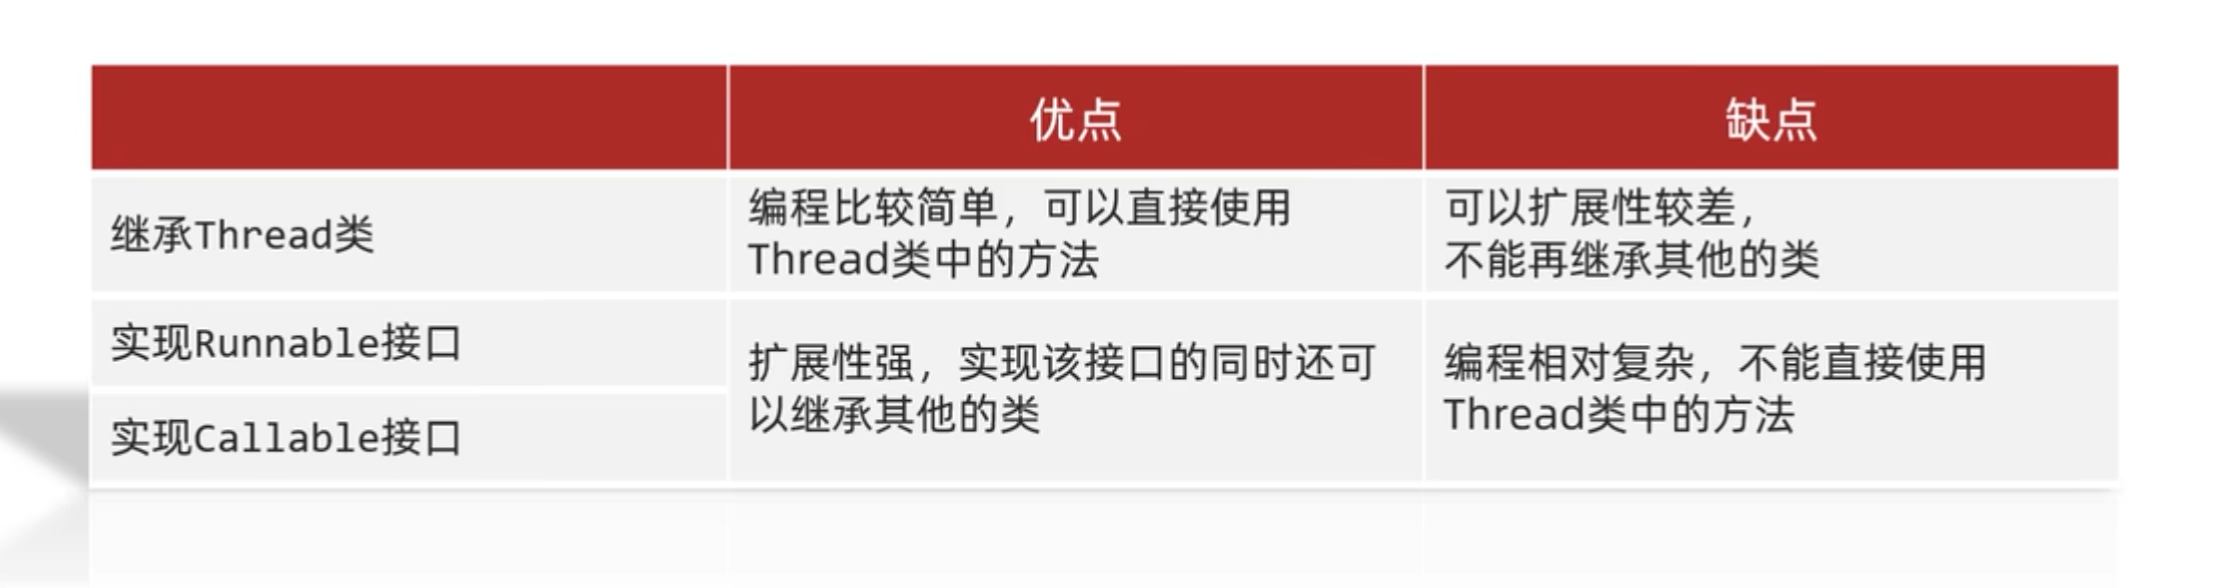 优点
缺点
继承Thread类
编程比较简单，可以直接使用
Thread类中的方法
可以扩展性较差，
不能再继承其他的类
实现Runnable接口
实现Callable接口
扩展性强，实现该接口的同时还可
以继承其他的类
编程相对复杂，不能直接使用
Thread类中的方法